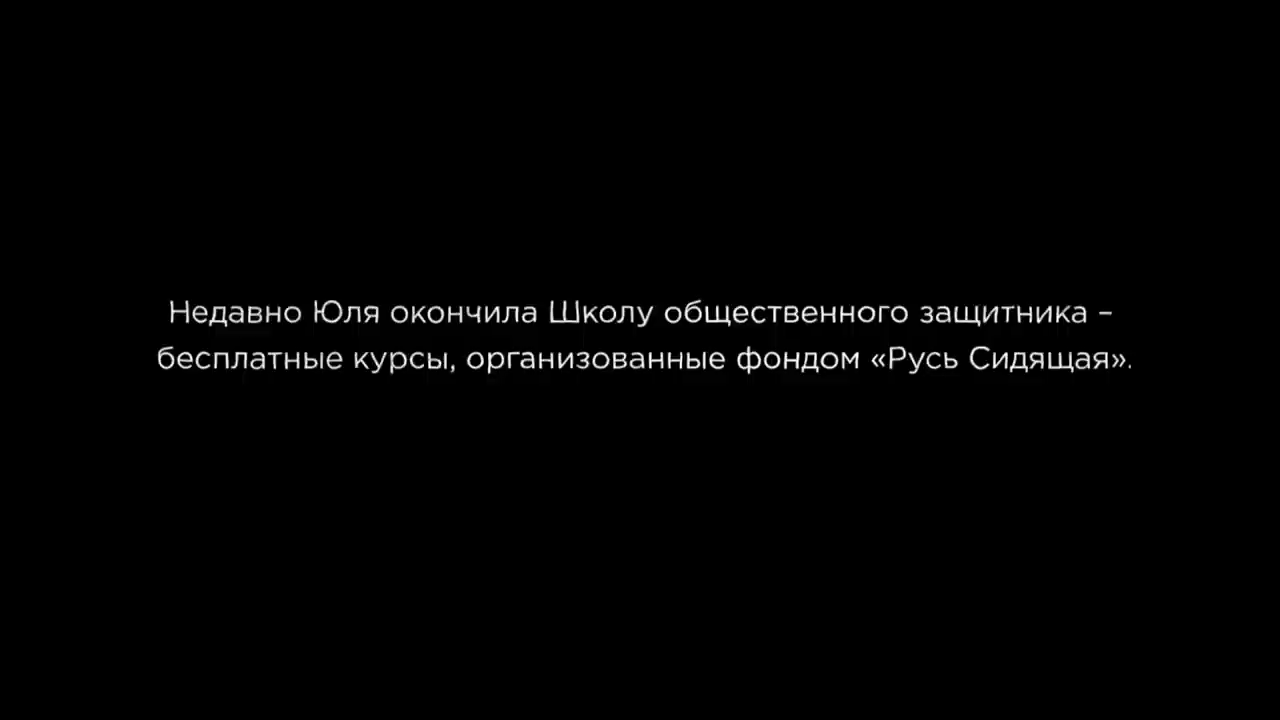 Недавно Юля окончила Школу общественного защитника –
бесплатные курсы, организованные фондом «Русь Сидящая».